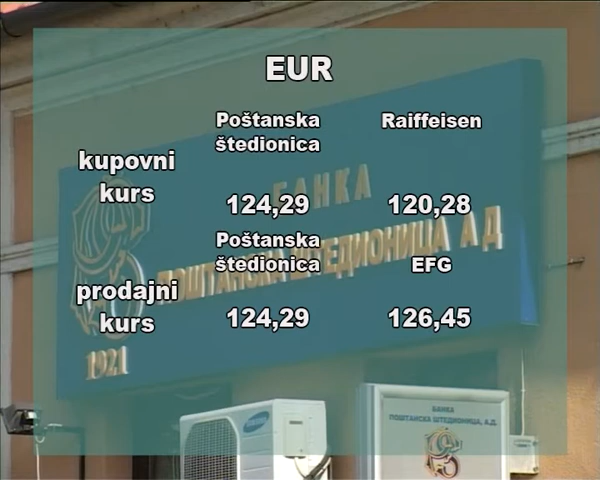 EUR
Poštanska štedionica
Raiffeisen
kupovni kurs
124,29
120,28
Poštanska štedionica
EFG
prodajni kurs
124,29
126,45
БАНКА
ПОШТАНСКА ШТЕДИОНИЦА А Д
1921
SAMSUNG
БАНКА
ПОШТАНСКА ШТЕДИОНИЦА, А.Д.